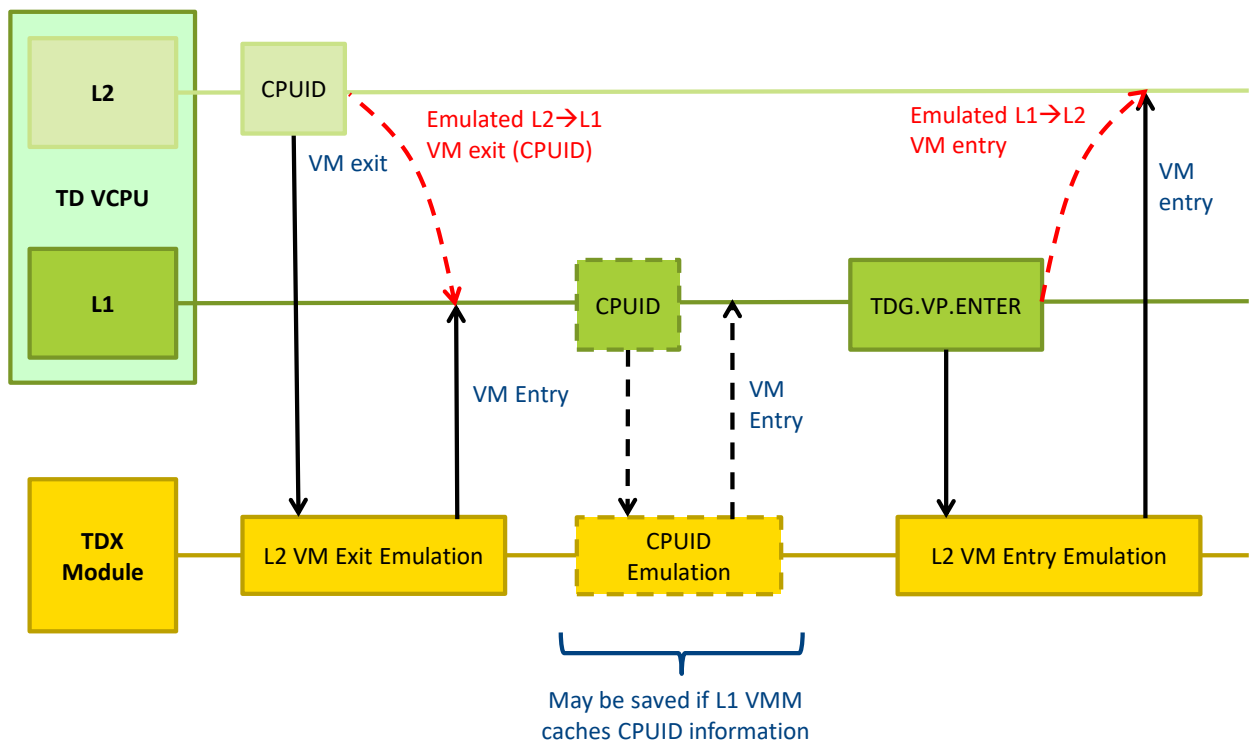 L2
CPUID
Emulated L2→L1
VM exit (CPUID)
Emulated L1→L2
VM entry
VM exit
VM
entry
TD VCPU
L1
CPUID
TDG.VP.ENTER
VM Entry
VM
Entry
TDX
Module
L2 VM Exit Emulation
CPUID
Emulation
L2 VM Entry Emulation
May be saved if L1 VMM
caches CPUID information